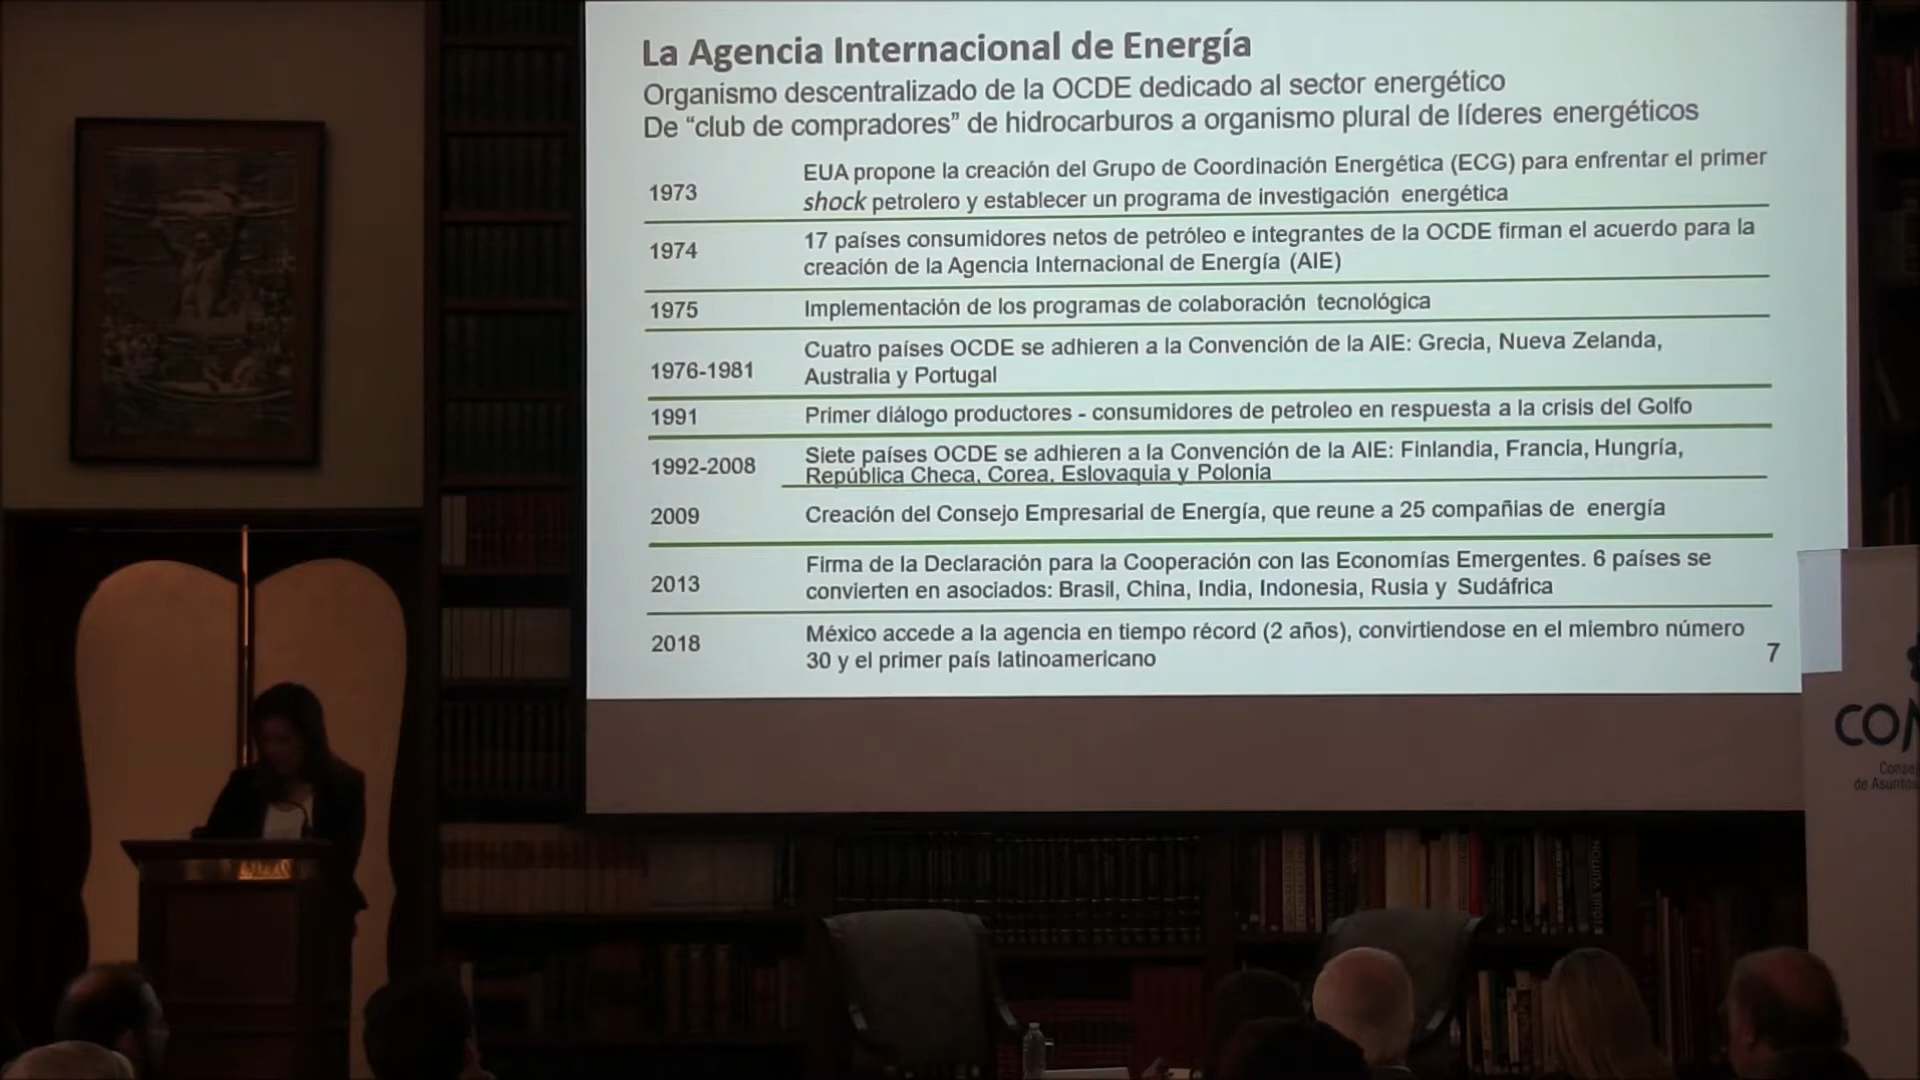 La Agencia Internacional de Energía
Organismo descentralizado de la OCDE dedicado al sector energético
De “club de compradores” de hidrocarburos a organismo plural de líderes energéticos
1973
EUA propone la creación del Grupo de Coordinación Energética (ECG) para enfrentar el primer
shock petrolero y establecer un programa de investigación energética
1974
17 países consumidores netos de petróleo e integrantes de la OCDE firman el acuerdo para la
creación de la Agencia Internacional de Energía (AIE)
1975
Implementación de los programas de colaboración tecnológica
1976-1981
Cuatro países OCDE se adhieren a la Convención de la AIE: Grecia, Nueva Zelanda,
Australia y Portugal
1991
Primer diálogo productores - consumidores de petroleo en respuesta a la crisis del Golfo
1992-2008
Siete países OCDE se adhieren a la Convención de la AIE: Finlandia, Francia, Hungría,
República Checa, Corea, Eslovaquia y Polonia
2009
Creación del Consejo Empresarial de Energía, que reune a 25 compañias de energía
2013
Firma de la Declaración para la Cooperación con las Economías Emergentes. 6 países se
convierten en asociados: Brasil, China, India, Indonesia, Rusia y Sudáfrica
2018
México accede a la agencia en tiempo récord (2 años), convirtiendose en el miembro número
30 y el primer país latinoamericano
7
COM
Conse
de Asuntos
LOUIS VUITTON